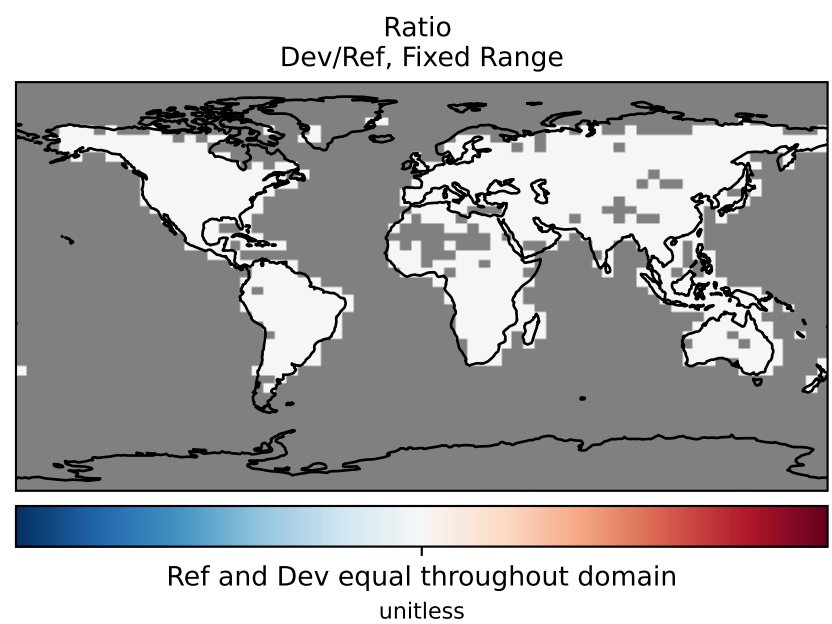 Ratio
Dev/Ref, Fixed Range
Ref and Dev equal throughout domain
unitless